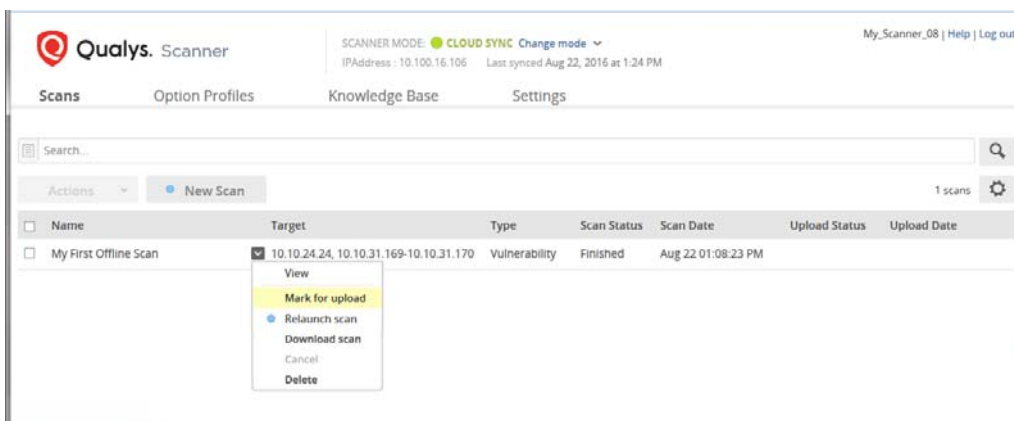 Qualys. Scanner
SCANNER MODE: CLOUD SYNC Change mode
IPAddress : 10.100.16.106 Last synced Aug 22, 2016 at 1:24 PM
My_Scanner_08 | Help | Log out
Scans Option Profiles Knowledge Base Settings
Search...
Actions New Scan 1 scans
Name Target Type Scan Status Scan Date Upload Status Upload Date
My First Offline Scan 10.10.24.24, 10.10.31.169-10.10.31.170 Vulnerability Finished Aug 22 01:08:23 PM
View
Mark for upload
Relaunch scan
Download scan
Cancel
Delete